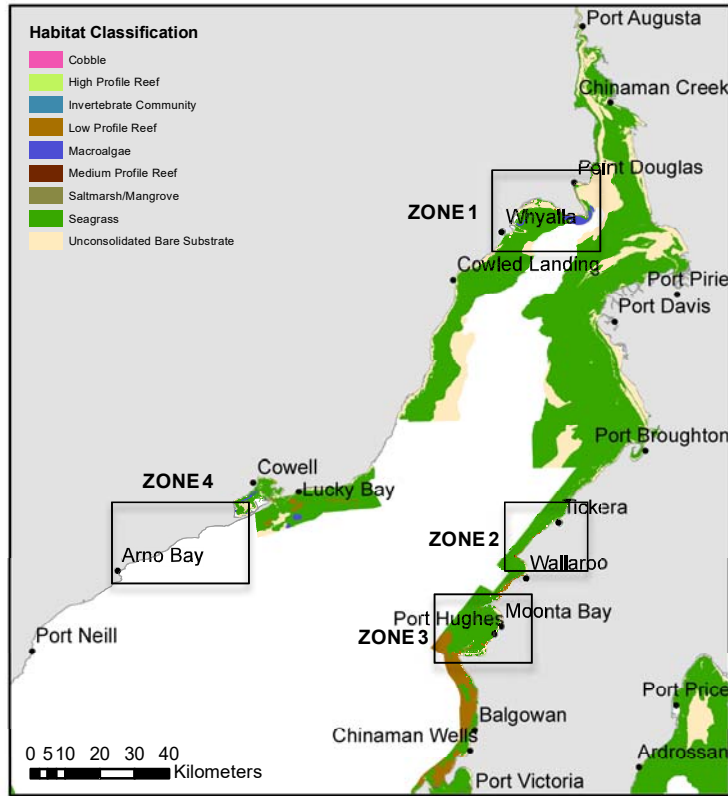 Habitat Classification
Cobble
High Profile Reef
Invertebrate Community
Low Profile Reef
Macroalgae
Medium Profile Reef
Saltmarsh/Mangrove
Seagrass
Unconsolidated Bare Substrate
Port Augusta
Chinaman Creek
Point Douglas
ZONE 1
Whyalla
Cowled Landing
Port Pirie
Port Davis
Port Broughton
Cowell
ZONE 4
Lucky Bay
Tickera
Arno Bay
ZONE 2
Wallaroo
Port Hughes
Moonta Bay
ZONE 3
Port Neill
Port Price
Balgowan
Chinaman Wells
Ardrossan
Port Victoria
0 5 10 20 30 40
Kilometers